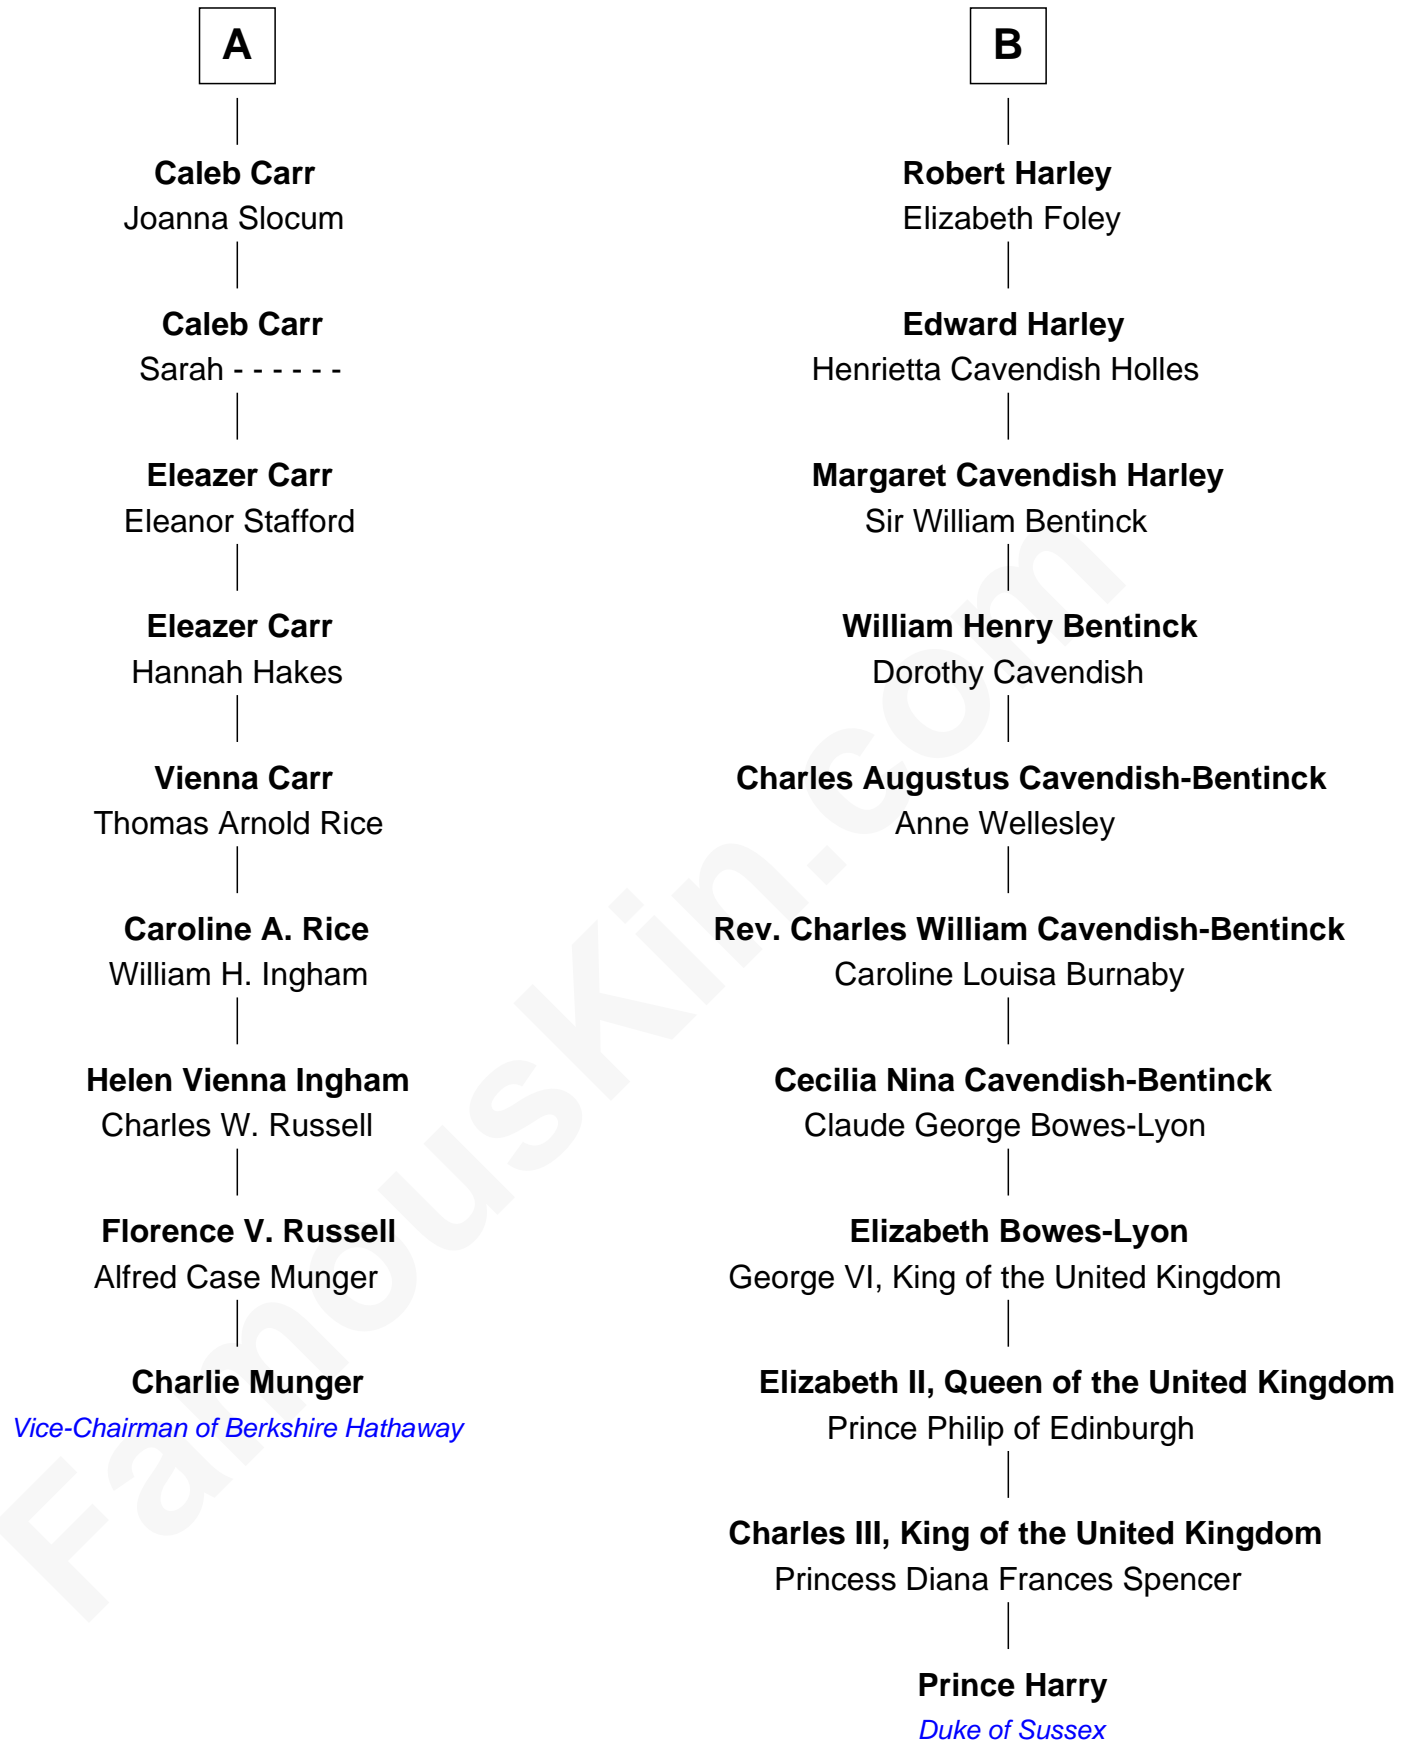 A
Caleb Carr
Joanna Slocum
Caleb Carr
Sarah - - - - - -
Eleazer Carr
Eleanor Stafford
Eleazer Carr
Hannah Hakes
Vienna Carr
Thomas Arnold Rice
Caroline A. Rice
William H. Ingham
Helen Vienna Ingham
Charles W. Russell
Florence V. Russell
Alfred Case Munger
Charlie Munger
Vice-Chairman of Berkshire Hathaway
B
Robert Harley
Elizabeth Foley
Edward Harley
Henrietta Cavendish Holles
Margaret Cavendish Harley
Sir William Bentinck
William Henry Bentinck
Dorothy Cavendish
Charles Augustus Cavendish-Bentinck
Anne Wellesley
Rev. Charles William Cavendish-Bentinck
Caroline Louisa Burnaby
Cecilia Nina Cavendish-Bentinck
Claude George Bowes-Lyon
Elizabeth Bowes-Lyon
George VI, King of the United Kingdom
Elizabeth II, Queen of the United Kingdom
Prince Philip of Edinburgh
Charles III, King of the United Kingdom
Princess Diana Frances Spencer
Prince Harry
Duke of Sussex
FamousKin.com